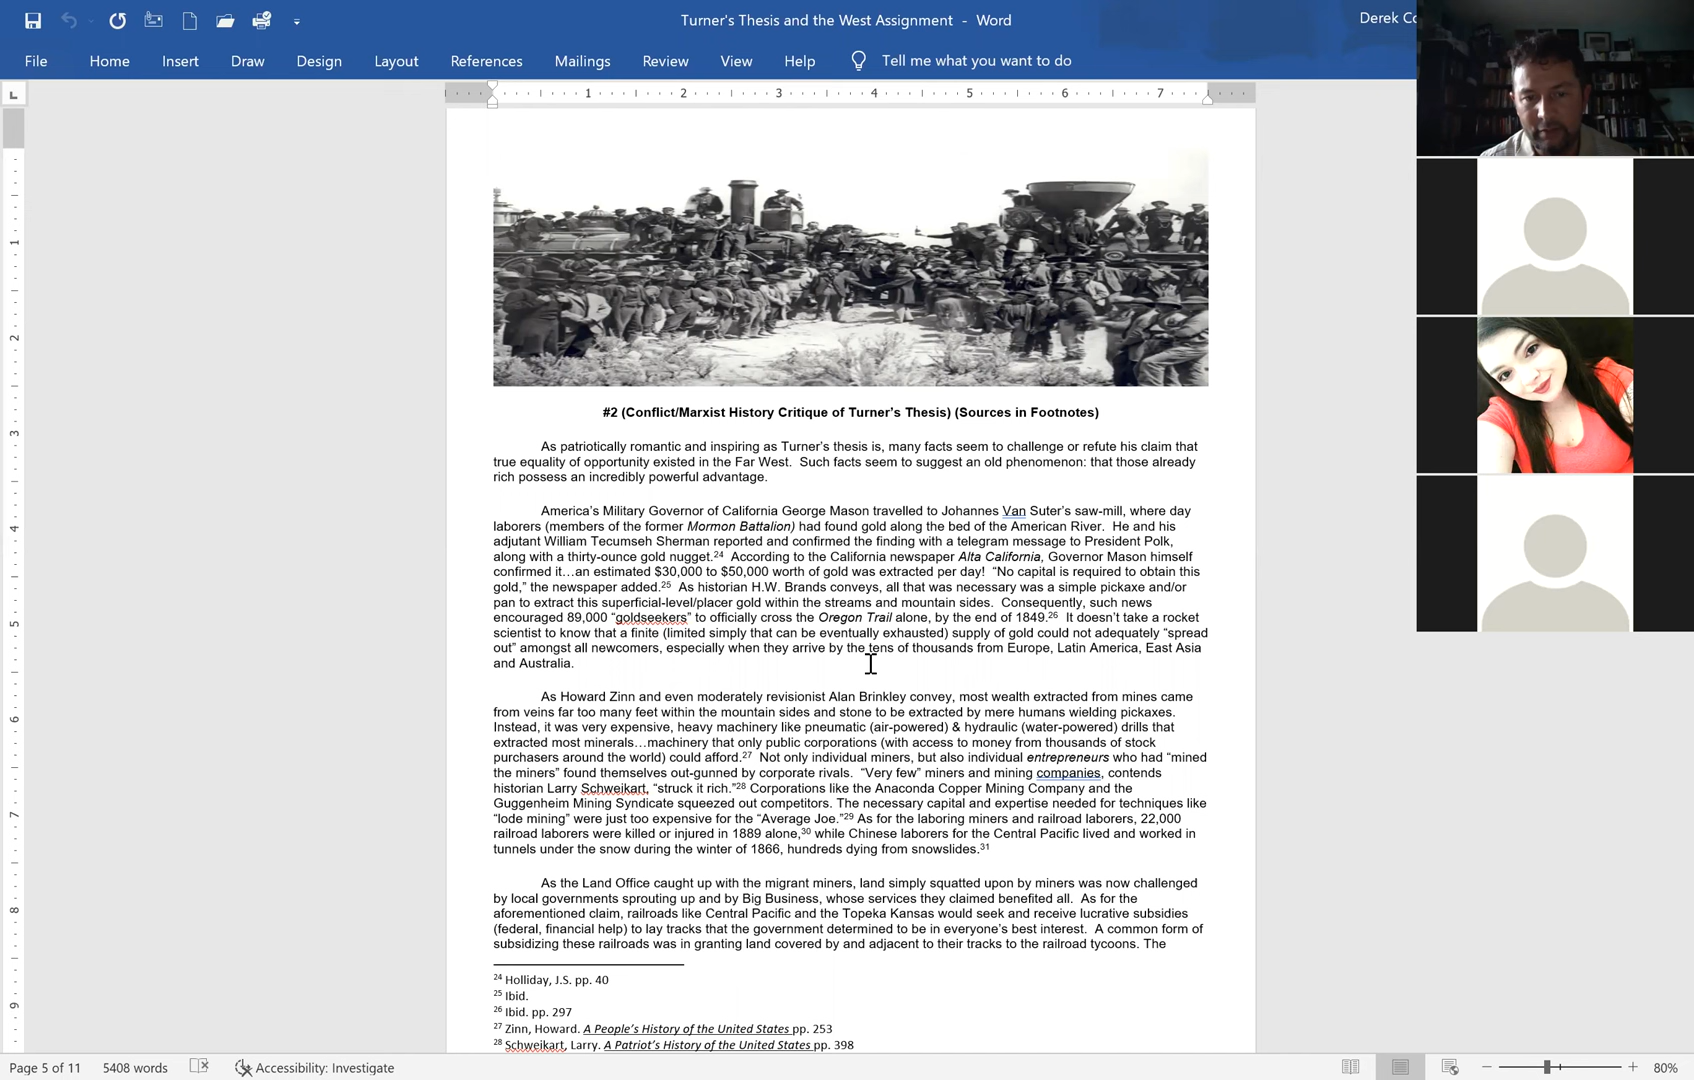 Turner's Thesis and the West Assignment - Word
Derek Co
File Home Insert Draw Design Layout References Mailings Review View Help Tell me what you want to do
L
1 2 3 4 5 6 7
1
2
3
4
5
6
7
8
9
#2 (Conflict/Marxist History Critique of Turner's Thesis) (Sources in Footnotes)
As patriotically romantic and inspiring as Turner's thesis is, many facts seem to challenge or refute his claim that
true equality of opportunity existed in the Far West. Such facts seem to suggest an old phenomenon: that those already
rich possess an incredibly powerful advantage.
America's Military Governor of California George Mason travelled to Johannes Van Suter's saw-mill, where day
laborers (members of the former Mormon Battalion) had found gold along the bed of the American River. He and his
adjutant William Tecumseh Sherman reported and confirmed the finding with a telegram message to President Polk,
along with a thirty-ounce gold nugget.24 According to the California newspaper Alta California, Governor Mason himself
confirmed it…an estimated $30,000 to $50,000 worth of gold was extracted per day! “No capital is required to obtain this
gold,” the newspaper added.25 As historian H.W. Brands conveys, all that was necessary was a simple pickaxe and/or
pan to extract this superficial-level/placer gold within the streams and mountain sides. Consequently, such news
encouraged 89,000 “goldseekers” to officially cross the Oregon Trail alone, by the end of 1849.26 It doesn't take a rocket
scientist to know that a finite (limited simply that can be eventually exhausted) supply of gold could not adequately “spread
out” amongst all newcomers, especially when they arrive by the tens of thousands from Europe, Latin America, East Asia
and Australia.
As Howard Zinn and even moderately revisionist Alan Brinkley convey, most wealth extracted from mines came
from veins far too many feet within the mountain sides and stone to be extracted by mere humans wielding pickaxes.
Instead, it was very expensive, heavy machinery like pneumatic (air-powered) & hydraulic (water-powered) drills that
extracted most minerals…machinery that only public corporations (with access to money from thousands of stock
purchasers around the world) could afford.27 Not only individual miners, but also individual entrepreneurs who had “mined
the miners” found themselves out-gunned by corporate rivals. “Very few” miners and mining companies, contends
historian Larry Schweikart, “struck it rich.”28 Corporations like the Anaconda Copper Mining Company and the
Guggenheim Mining Syndicate squeezed out competitors. The necessary capital and expertise needed for techniques like
“lode mining” were just too expensive for the “Average Joe.”29 As for the laboring miners and railroad laborers, 22,000
railroad laborers were killed or injured in 1889 alone,30 while Chinese laborers for the Central Pacific lived and worked in
tunnels under the snow during the winter of 1866, hundreds dying from snowslides.31
As the Land Office caught up with the migrant miners, land simply squatted upon by miners was now challenged
by local governments sprouting up and by Big Business, whose services they claimed benefited all. As for the
aforementioned claim, railroads like Central Pacific and the Topeka Kansas would seek and receive lucrative subsidies
(federal, financial help) to lay tracks that the government determined to be in everyone's best interest. A common form of
subsidizing these railroads was in granting land covered by and adjacent to their tracks to the railroad tycoons. The
24 Holliday, J.S. pp. 40
25 Ibid.
26 Ibid. pp. 297
27 Zinn, Howard. A People's History of the United States pp. 253
28 Schweikart, Larry. A Patriot's History of the United States pp. 398
Page 5 of 11 5408 words Accessibility: Investigate 80%